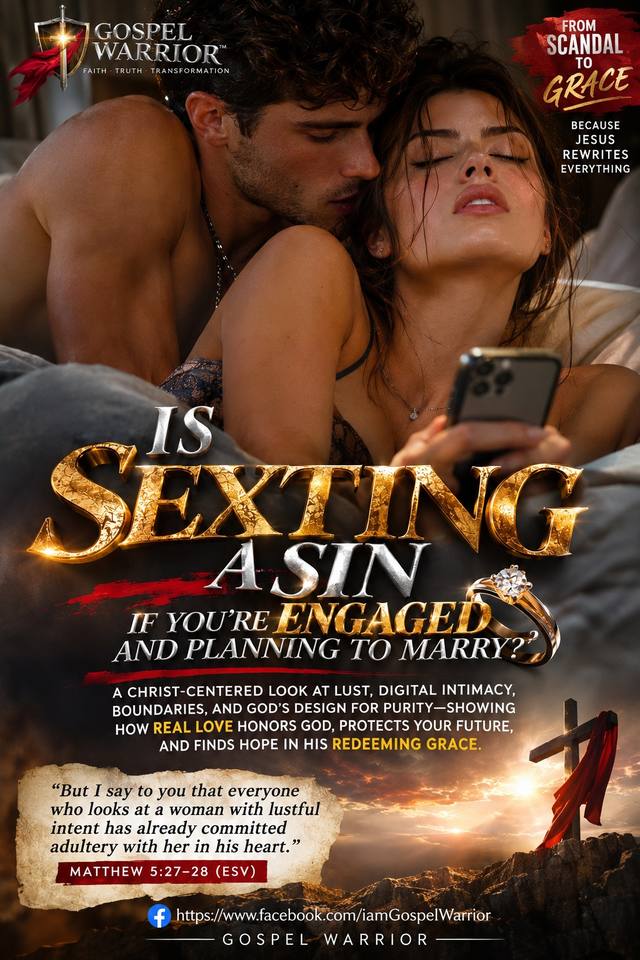 GOSPEL
WARRIOR™
FAITH · TRUTH · TRANSFORMATION
FROM
SCANDAL
TO
GRACE
BECAUSE
JESUS
REWRITES
EVERYTHING
IS
SEXTING
A SIN
IF YOU'RE ENGAGED
AND PLANNING TO MARRY?
A CHRIST-CENTERED LOOK AT LUST, DIGITAL INTIMACY,
BOUNDARIES, AND GOD'S DESIGN FOR PURITY—SHOWING
HOW REAL LOVE HONORS GOD, PROTECTS YOUR FUTURE,
AND FINDS HOPE IN HIS REDEEMING GRACE.
"But I say to you that everyone
who looks at a woman with lustful
intent has already committed
adultery with her in his heart."
MATTHEW 5:27–28 (ESV)
https://www.facebook.com/iamGospelWarrior
GOSPEL WARRIOR